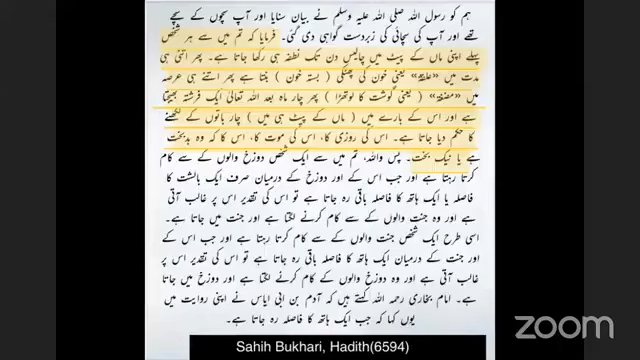 ہم کو رسول اللہ صلی اللہ علیہ وسلم نے بیان سنایا اور آپ سچوں کے سچے
تھے اور آپ کی سچائی کی زبردست گواہی دی گئی۔ فرمایا کہ تم میں سے ہر شخص
پہلے اپنی ماں کے پیٹ میں چالیس دن تک نطفہ ہی رکھا جاتا ہے۔ پھر اتنی ہی
مدت میں «علقة» یعنی خون کی پھٹکی ( بستہ خون ) بنتا ہے پھر اتنے ہی عرصہ
میں «مضغة» ( یعنی گوشت کا لوتھڑا ) پھر چار ماہ بعد اللہ تعالیٰ ایک فرشتہ بھیجتا
ہے اور اس کے بارے میں ( ماں کے پیٹ ہی میں ) چار باتوں کے لکھنے
کا حکم دیا جاتا ہے۔ اس کی روزی کا، اس کی موت کا، اس کا کہ وہ بدبخت
ہے یا نیک بخت۔ پس واللہ، تم میں سے ایک شخص دوزخ والوں کے سے کام
کرتا رہتا ہے اور جب اس کے اور دوزخ کے درمیان صرف ایک بالشت کا
فاصلہ یا ایک ہاتھ کا فاصلہ باقی رہ جاتا ہے تو اس کی تقدیر اس پر غالب آتی
ہے اور وہ جنت والوں کے سے کام کرنے لگتا ہے اور جنت میں جاتا ہے۔
اسی طرح ایک شخص جنت والوں کے سے کام کرتا رہتا ہے اور جب اس کے
اور جنت کے درمیان ایک ہاتھ کا فاصلہ باقی رہ جاتا ہے تو اس کی تقدیر اس پر
غالب آتی ہے اور وہ دوزخ والوں کے کام کرنے لگتا ہے اور دوزخ میں جاتا
ہے۔ امام بخاری رحمہ اللہ کہتے ہیں کہ آدم بن ابی ایاس نے اپنی روایت میں
یوں کہا کہ جب ایک ہاتھ کا فاصلہ رہ جاتا ہے۔
zoom
Sahih Bukhari, Hadith(6594)